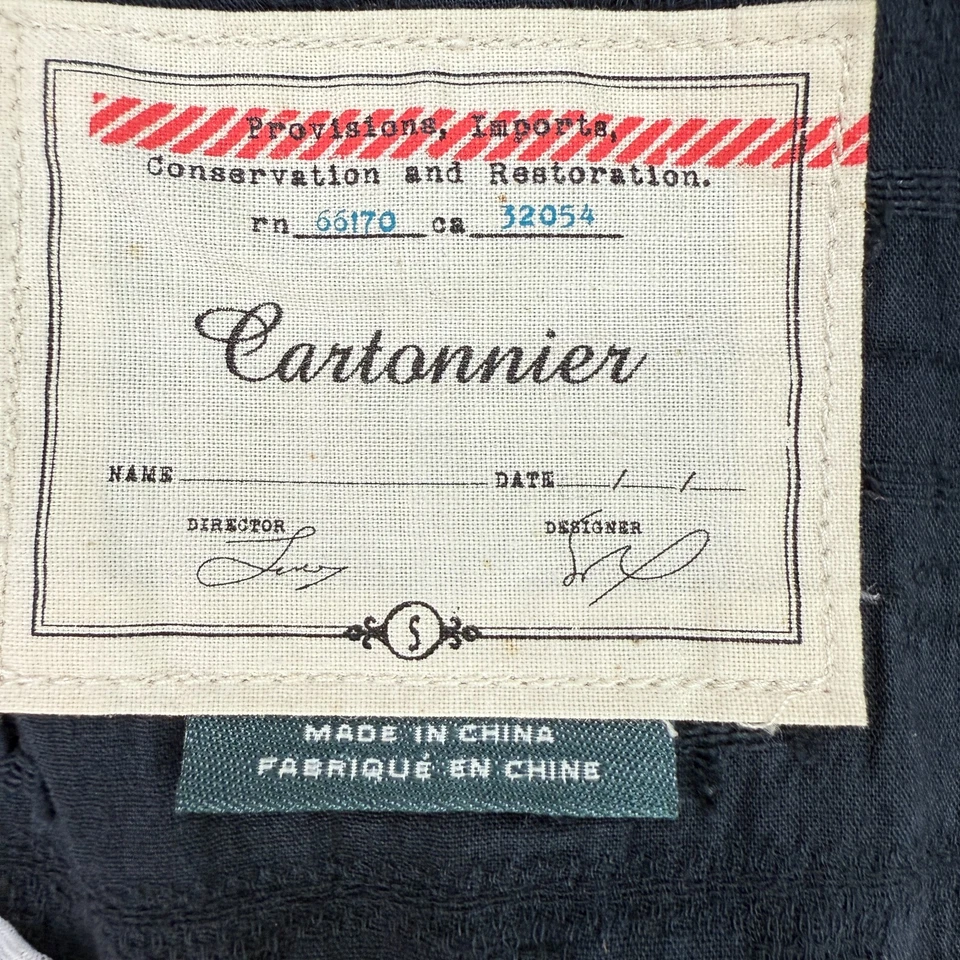 Provisions, Imports,
Conservation and Restoration.
rn 66170 ca 32054
Cartonnier
NAME DATE / /
DIRECTOR DESIGNER
S
MADE IN CHINA
FABRIQUÉ EN CHINE